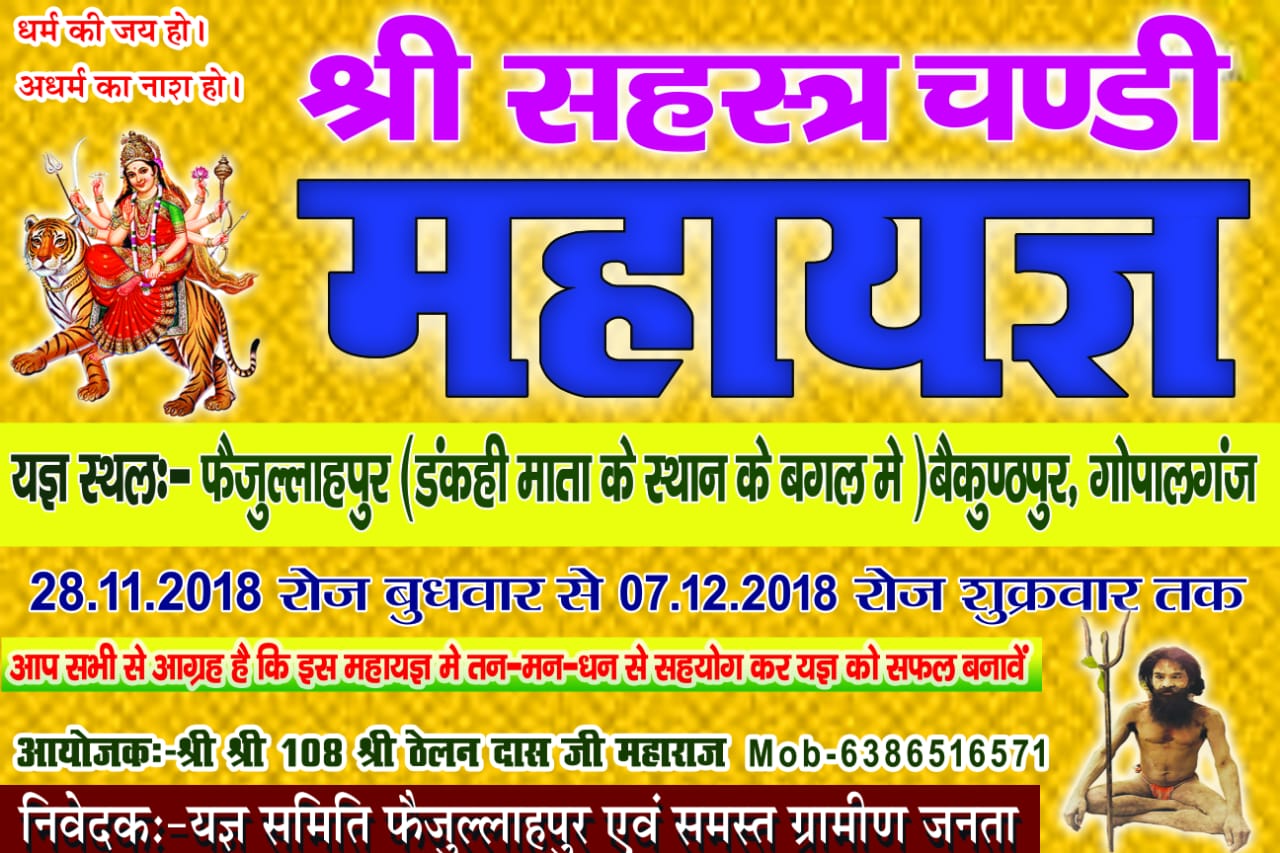 धर्म की जय हो।
अधर्म का नाश हो।
श्री सहस्त्र चण्डी
महायज्ञ
यज्ञ स्थलः- फैजुल्लाहपुर (डंकही माता के स्थान के बगल मे ) बैकुण्ठपुर, गोपालगंज
28.11.2018 रोज बुधवार से 07.12.2018 रोज शुक्रवार तक
आप सभी से आग्रह है कि इस महायज्ञ मे तन-मन-धन से सहयोग कर यज्ञ को सफल बनावें
आयोजकः-श्री श्री 108 श्री ठेलन दास जी महाराज Mob-6386516571
निवेदकः-यज्ञ समिति फैजुल्लाहपुर एवं समस्त ग्रामीण जनता